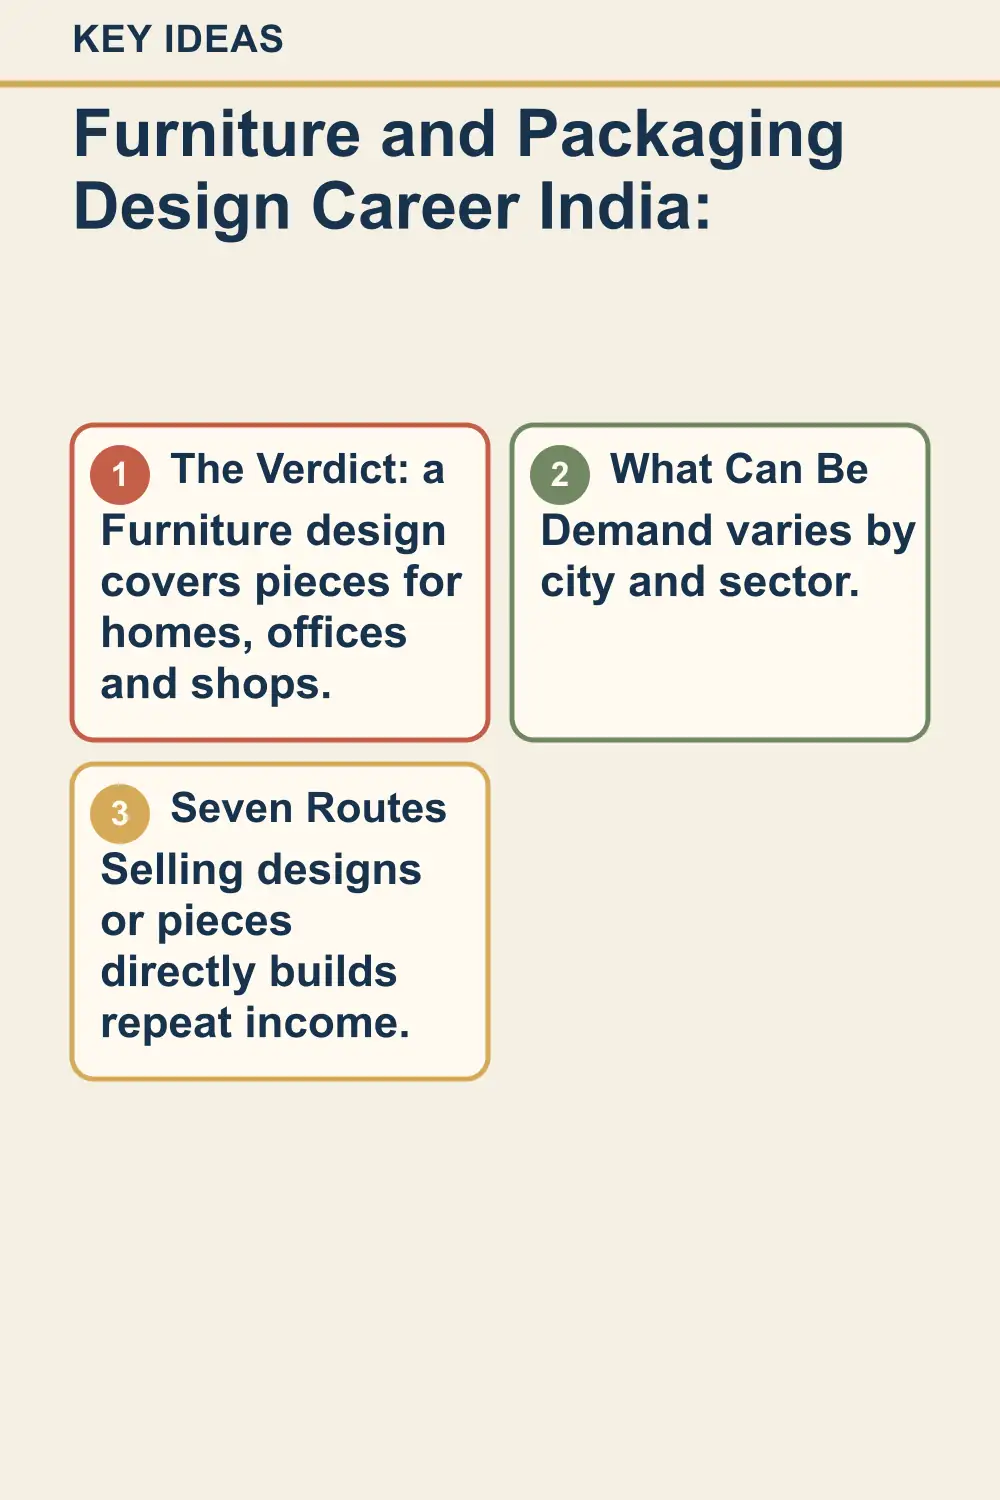 KEY IDEAS
Furniture and Packaging
Design Career India:
1 The Verdict: a
Furniture design
covers pieces for
homes, offices
and shops.
2 What Can Be
Demand varies by
city and sector.
3 Seven Routes
Selling designs
or pieces
directly builds
repeat income.